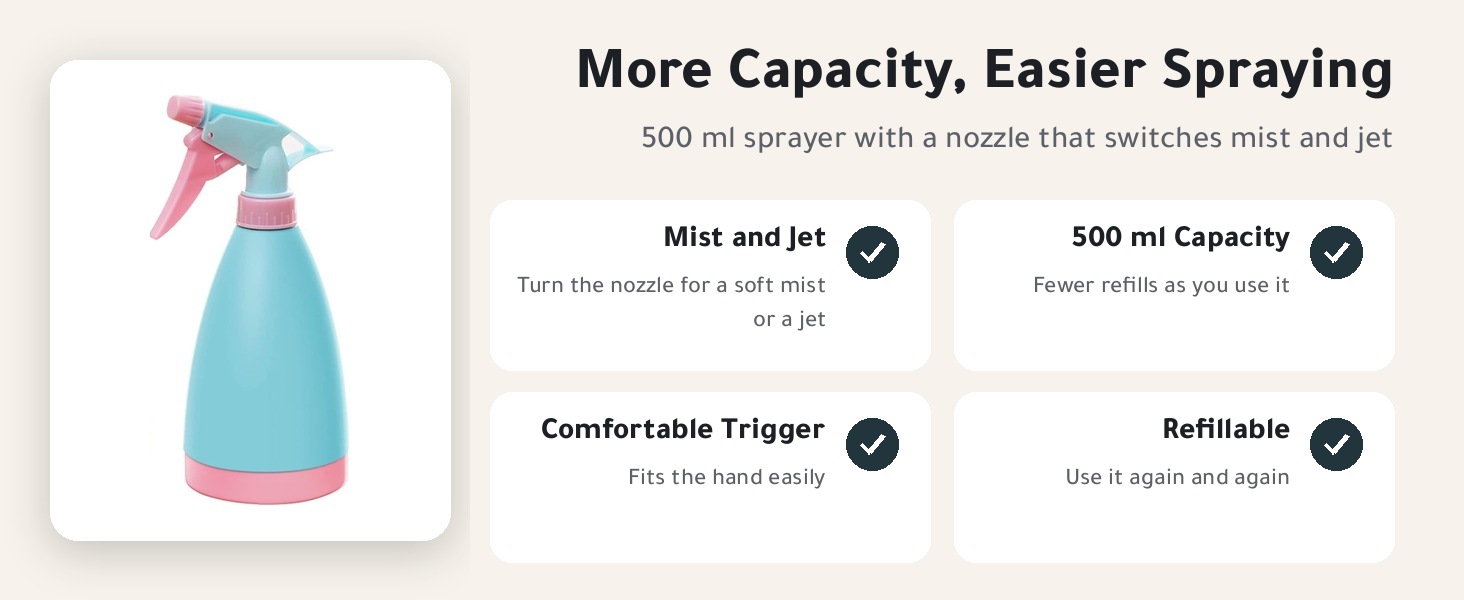 More Capacity, Easier Spraying
500 ml sprayer with a nozzle that switches mist and jet
Mist and Jet
Turn the nozzle for a soft mist
or a jet
500 ml Capacity
Fewer refills as you use it
Comfortable Trigger
Fits the hand easily
Refillable
Use it again and again